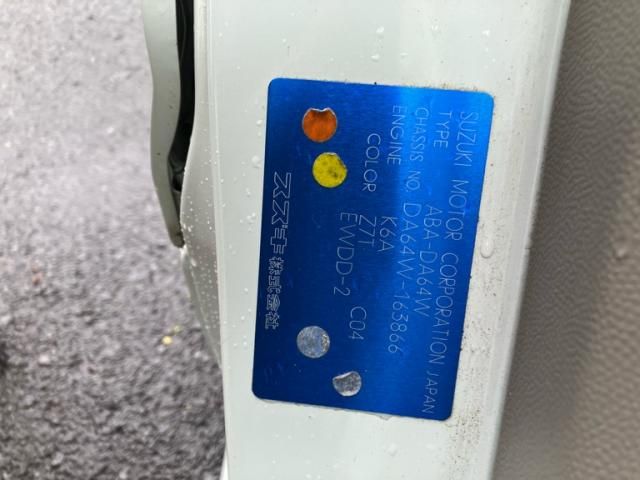 SUZUKI MOTOR CORPORATION JAPAN
TYPE ABA-DA64W
CHASSIS NO. DA64W-163866
ENGINE K6A
COLOR Z7T C04
EWDD-2
スズキ株式会社